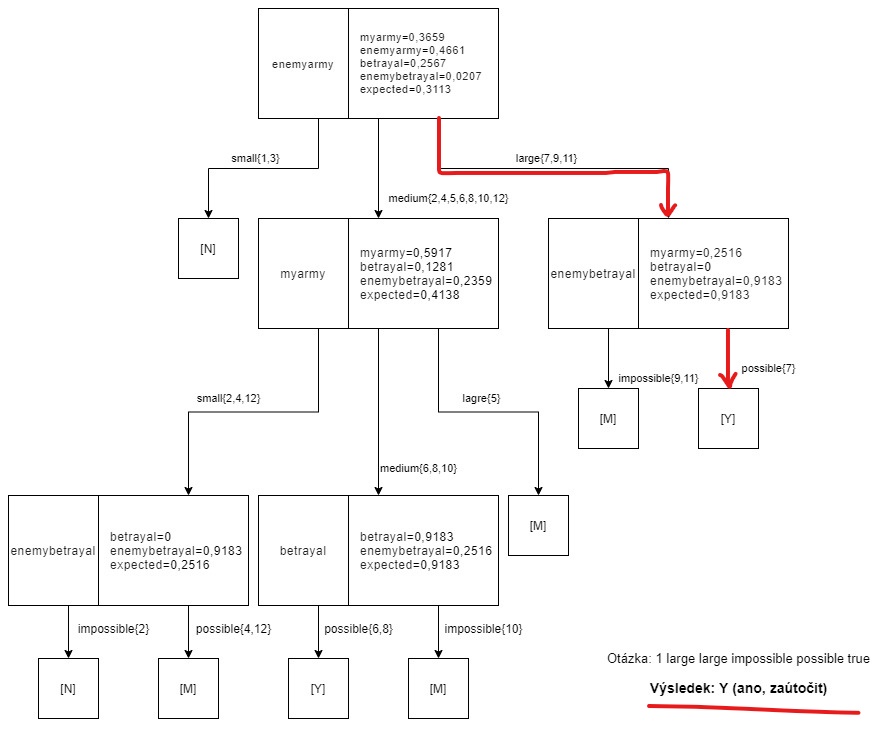 enemyarmy
myarmy=0,3659
enemyarmy=0,4661
betrayal=0,2567
enemybetrayal=0,0207
expected=0,3113
small{1,3}
large{7,9,11}
medium{2,4,5,6,8,10,12}
[N]
myarmy
myarmy=0,5917
betrayal=0,1281
enemybetrayal=0,2359
expected=0,4138
enemybetrayal
myarmy=0,2516
betrayal=0
enemybetrayal=0,9183
expected=0,9183
impossible{9,11}
possible{7}
[M]
[Y]
small{2,4,12}
lagre{5}
medium{6,8,10}
enemybetrayal
betrayal=0
enemybetrayal=0,9183
expected=0,2516
betrayal
betrayal=0,9183
enemybetrayal=0,2516
expected=0,9183
[M]
impossible{2}
possible{4,12}
possible{6,8}
impossible{10}
[N]
[M]
[Y]
[M]
Otázka: 1 large large impossible possible true
Výsledek: Y (ano, zaútočit)